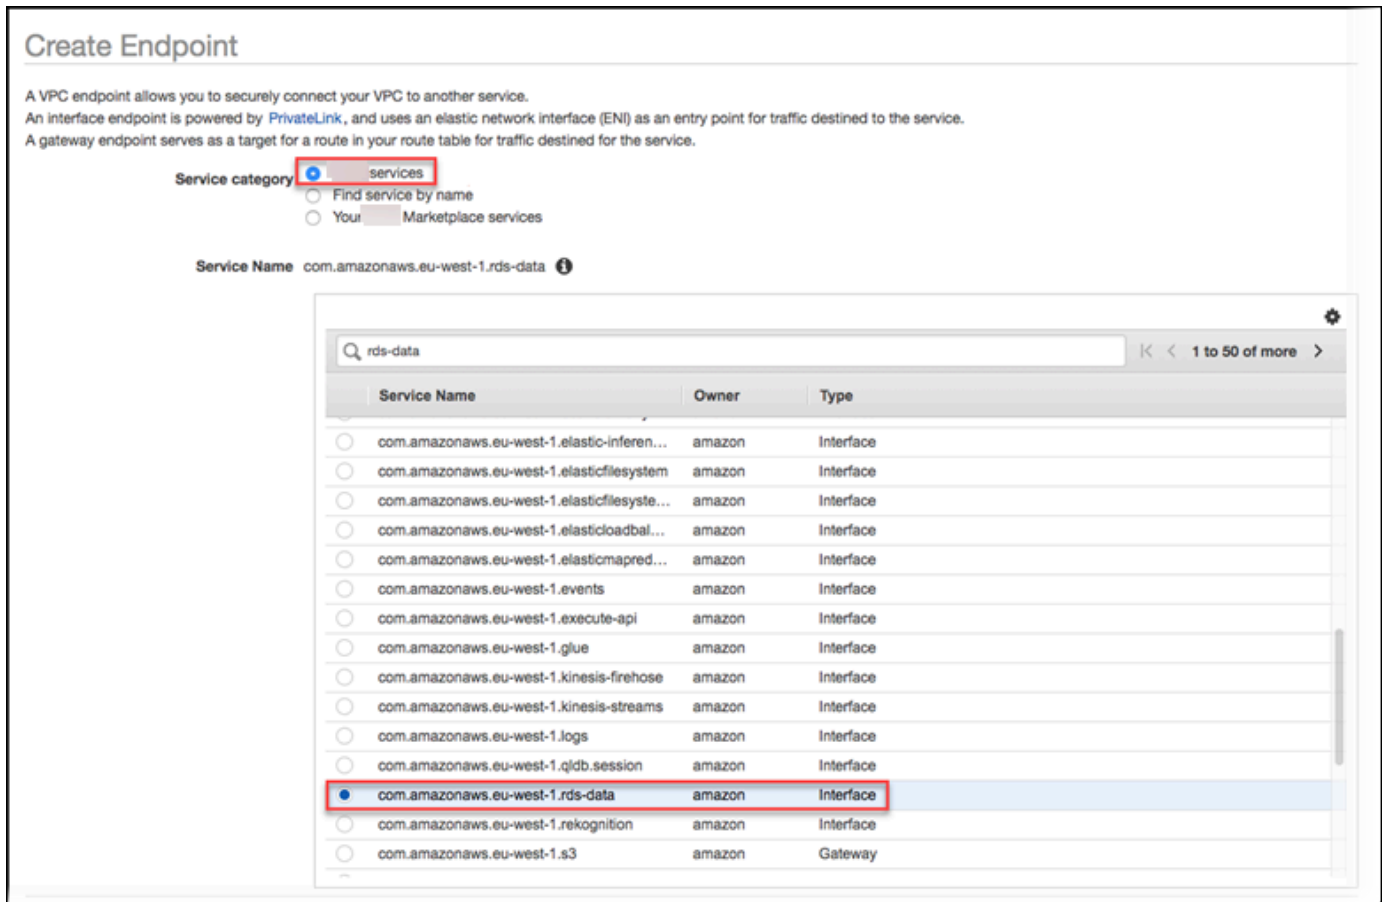 Create Endpoint
A VPC endpoint allows you to securely connect your VPC to another service.
An interface endpoint is powered by PrivateLink, and uses an elastic network interface (ENI) as an entry point for traffic destined to the service.
A gateway endpoint serves as a target for a route in your route table for traffic destined for the service.
Service category services
Find service by name
Your Marketplace services
Service Name com.amazonaws.eu-west-1.rds-data
rds-data 1 to 50 of more
Service Name Owner Type
com.amazonaws.eu-west-1.elastic-inferen... amazon Interface
com.amazonaws.eu-west-1.elasticfilesystem amazon Interface
com.amazonaws.eu-west-1.elasticfilesyste... amazon Interface
com.amazonaws.eu-west-1.elasticloadbal... amazon Interface
com.amazonaws.eu-west-1.elasticmapred... amazon Interface
com.amazonaws.eu-west-1.events amazon Interface
com.amazonaws.eu-west-1.execute-api amazon Interface
com.amazonaws.eu-west-1.glue amazon Interface
com.amazonaws.eu-west-1.kinesis-firehose amazon Interface
com.amazonaws.eu-west-1.kinesis-streams amazon Interface
com.amazonaws.eu-west-1.logs amazon Interface
com.amazonaws.eu-west-1.qldb.session amazon Interface
com.amazonaws.eu-west-1.rds-data amazon Interface
com.amazonaws.eu-west-1.rekognition amazon Interface
com.amazonaws.eu-west-1.s3 amazon Gateway